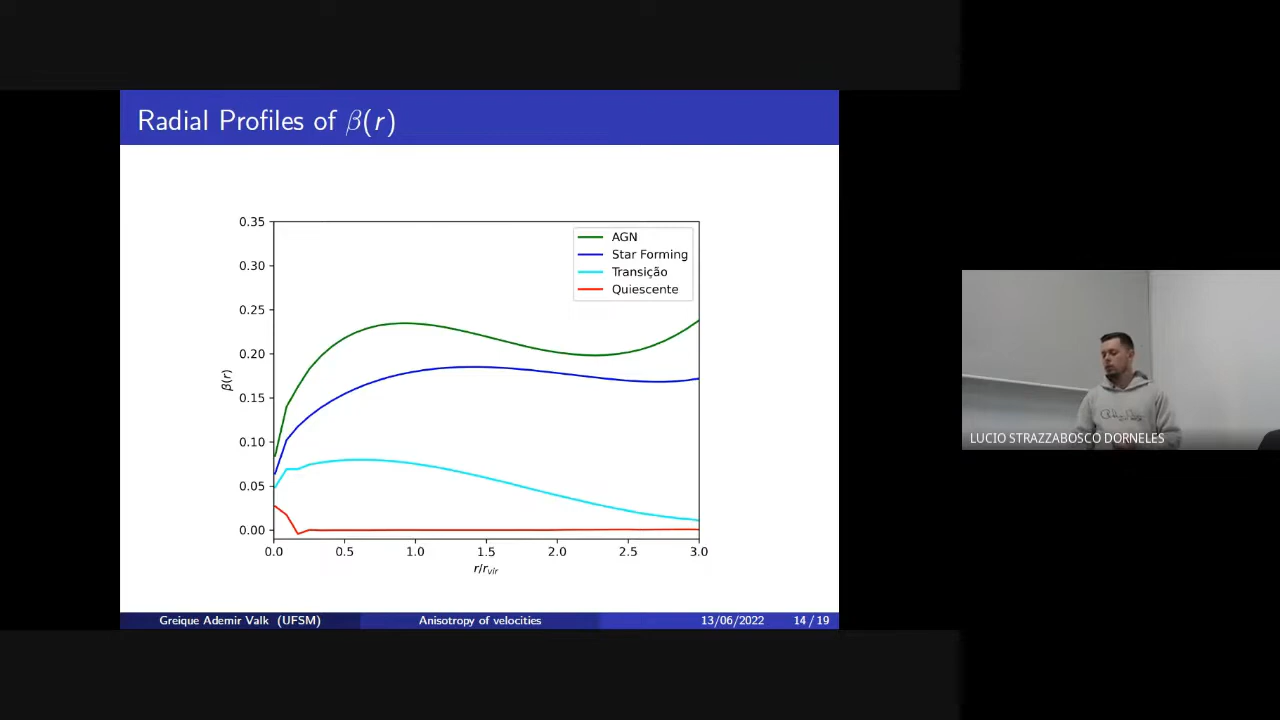 Radial Profiles of β(r)
0.35
0.30
0.25
0.20
0.15
0.10
0.05
0.00
β(r)
AGN
Star Forming
Transição
Quiescente
0.0 0.5 1.0 1.5 2.0 2.5 3.0
r/r_vir
LUCIO STRAZZABOSCO DORNELES
Greique Ademir Valk (UFSM) Anisotropy of velocities 13/06/2022 14 / 19